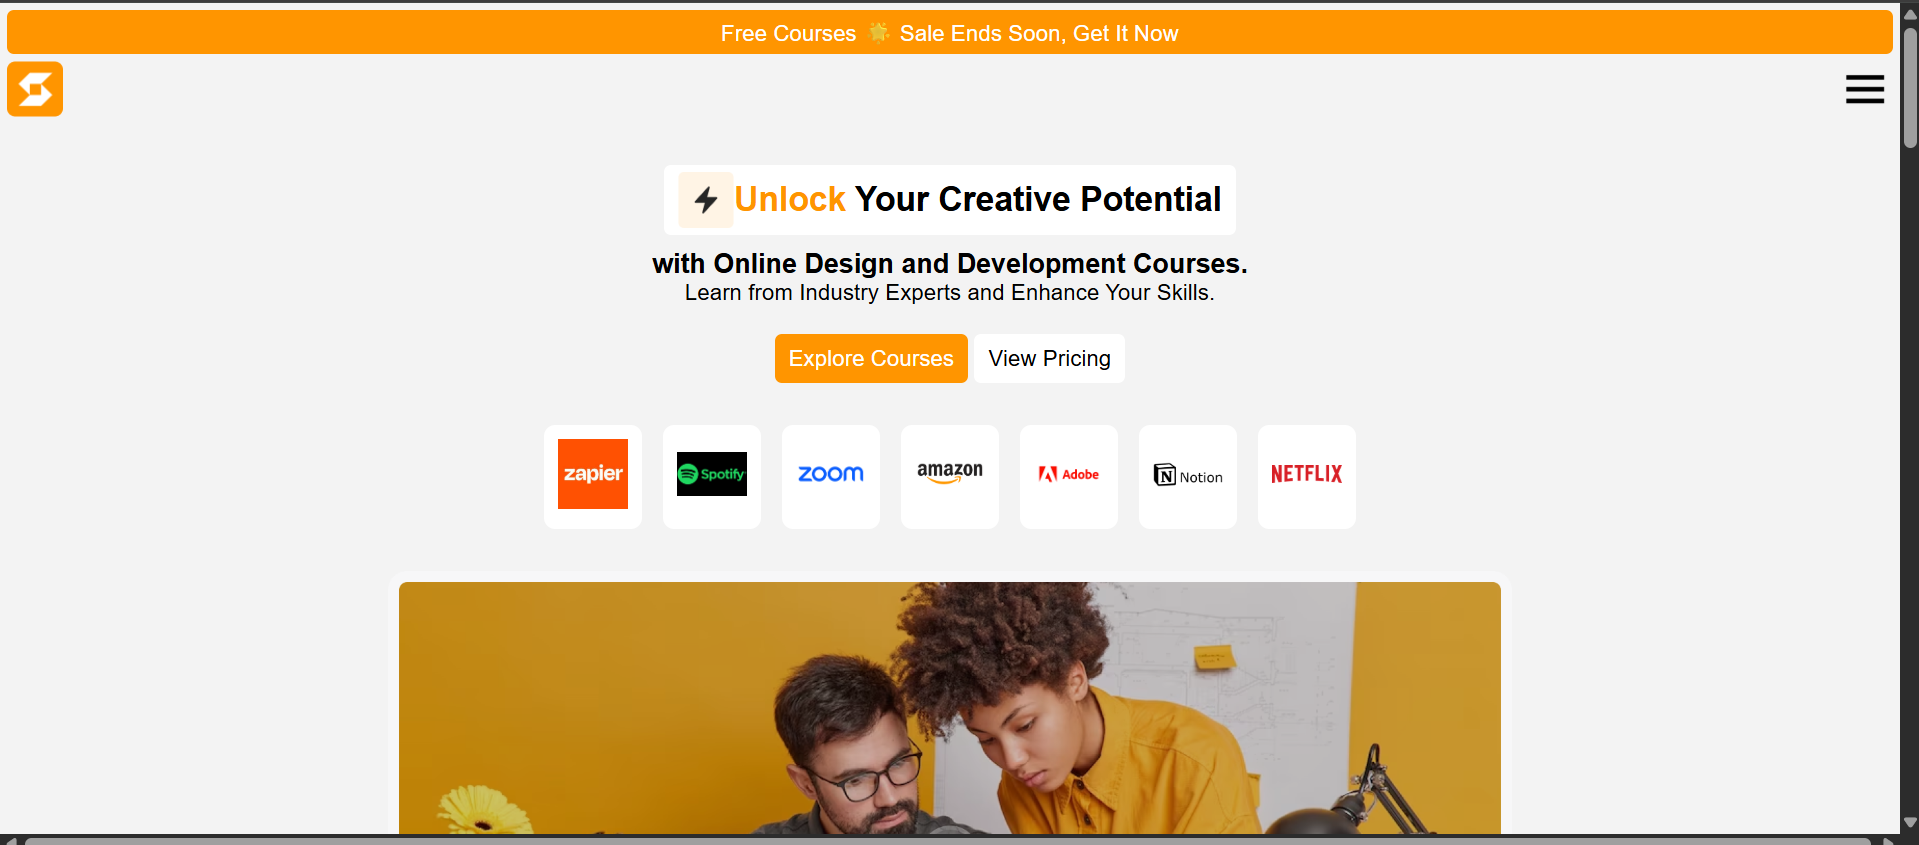 Free Courses 🌟 Sale Ends Soon, Get It Now
Unlock Your Creative Potential
with Online Design and Development Courses.
Learn from Industry Experts and Enhance Your Skills.
Explore Courses
View Pricing
zapier
Spotify
zoom
amazon
Adobe
Notion
NETFLIX